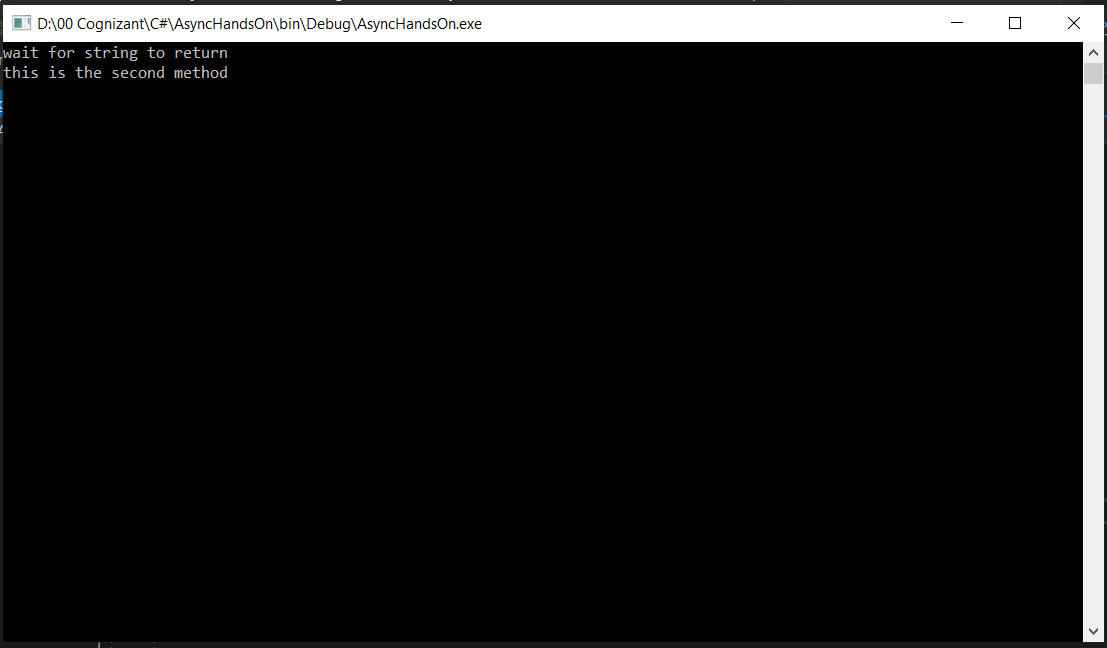 D:\00 Cognizant\C#\AsyncHandsOn\bin\Debug\AsyncHandsOn.exe
wait for string to return
this is the second method